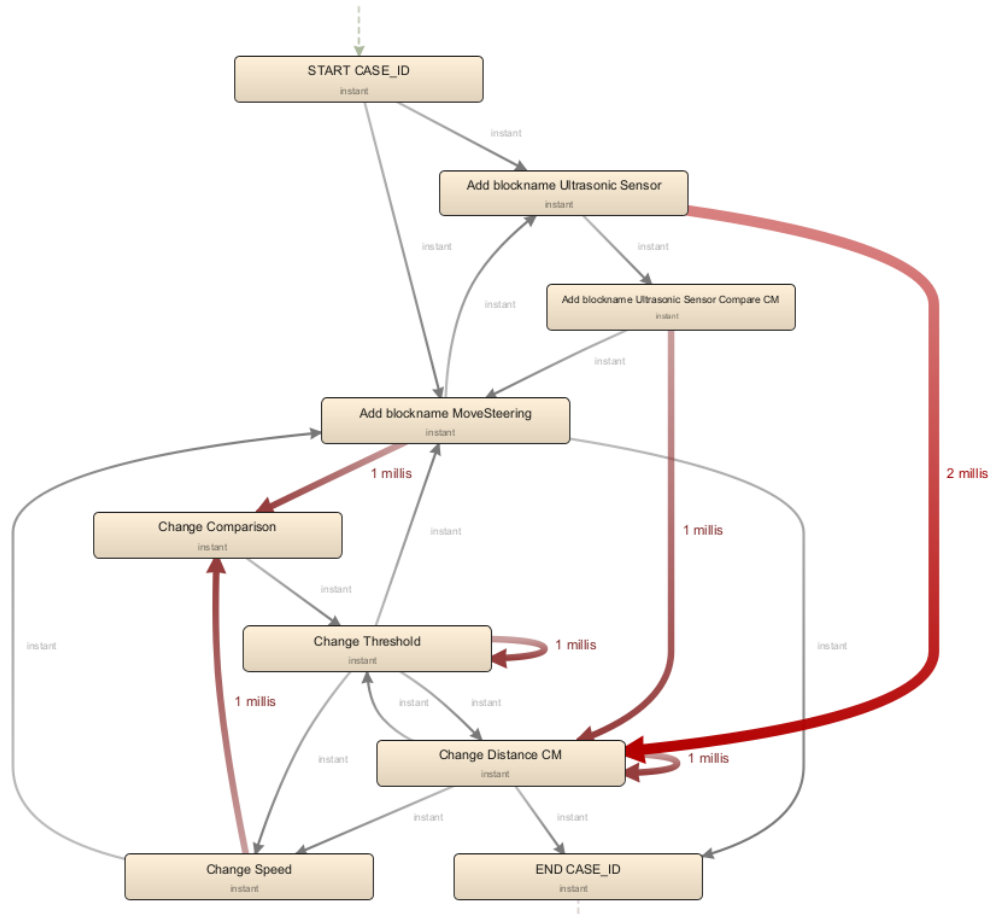 START CASE_ID
instant
instant
Add blockname Ultrasonic Sensor
instant
instant
instant
Add blockname Ultrasonic Sensor Compare CM
instant
instant
instant
Add blockname MoveSteering
instant
1 millis
2 millis
Change Comparison
instant
instant
1 millis
instant
Change Threshold
instant
1 millis
instant
instant
1 millis
instant
instant
Change Distance CM
instant
1 millis
instant
instant
instant
Change Speed
instant
END CASE_ID
instant